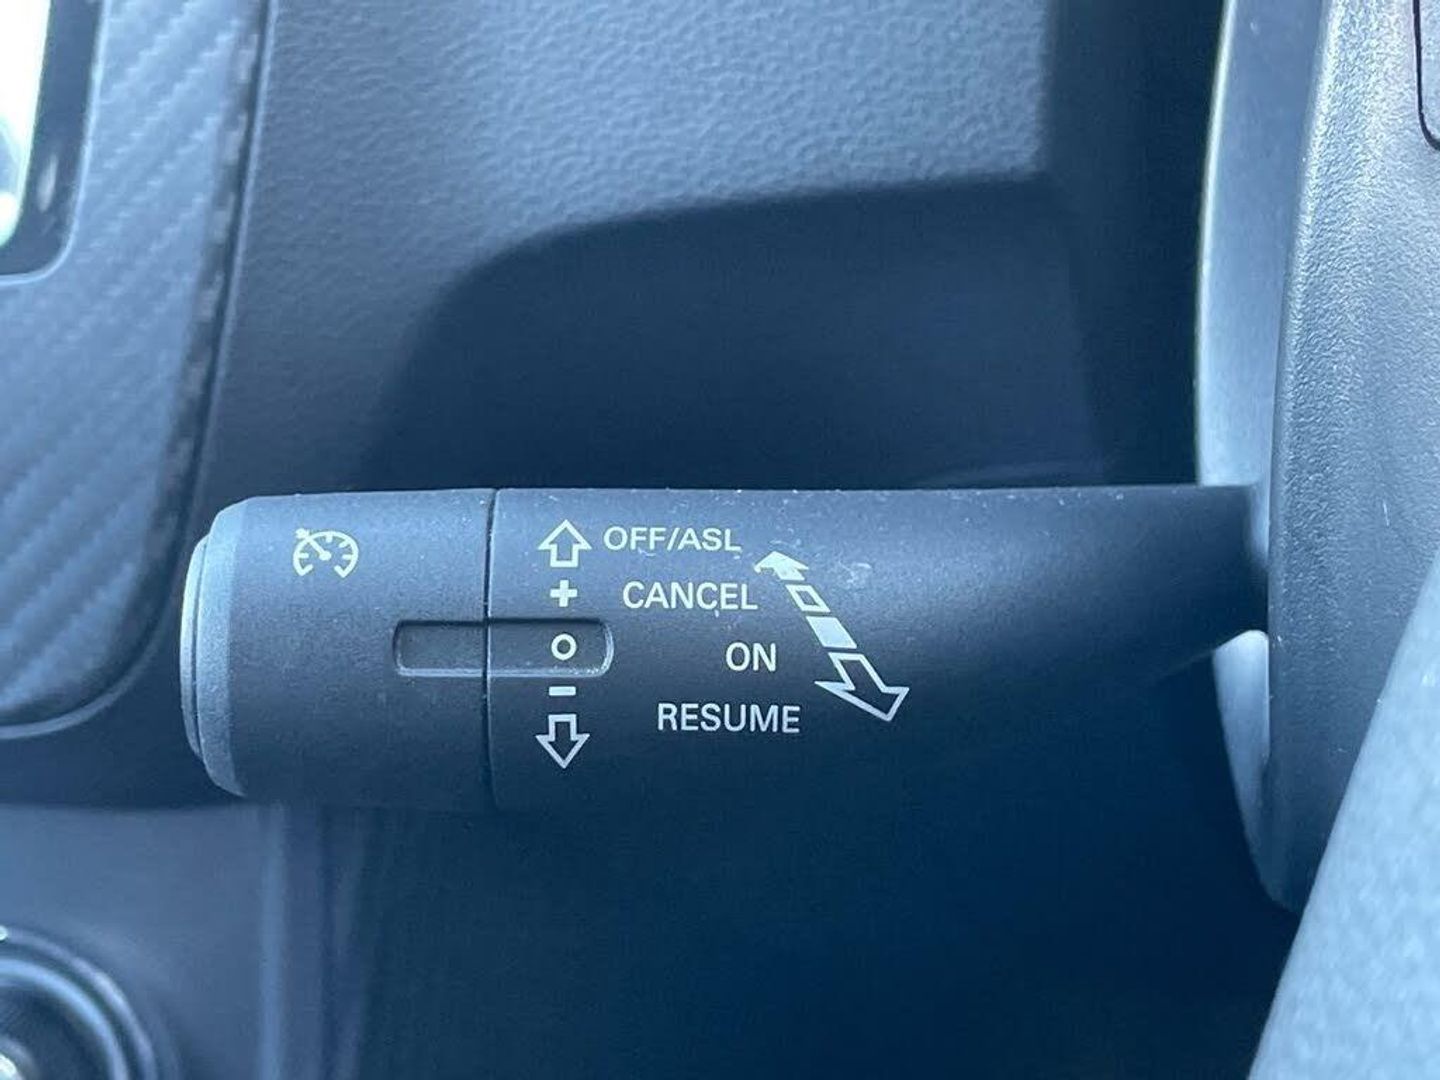 OFF/ASL
+ CANCEL
O ON
- RESUME